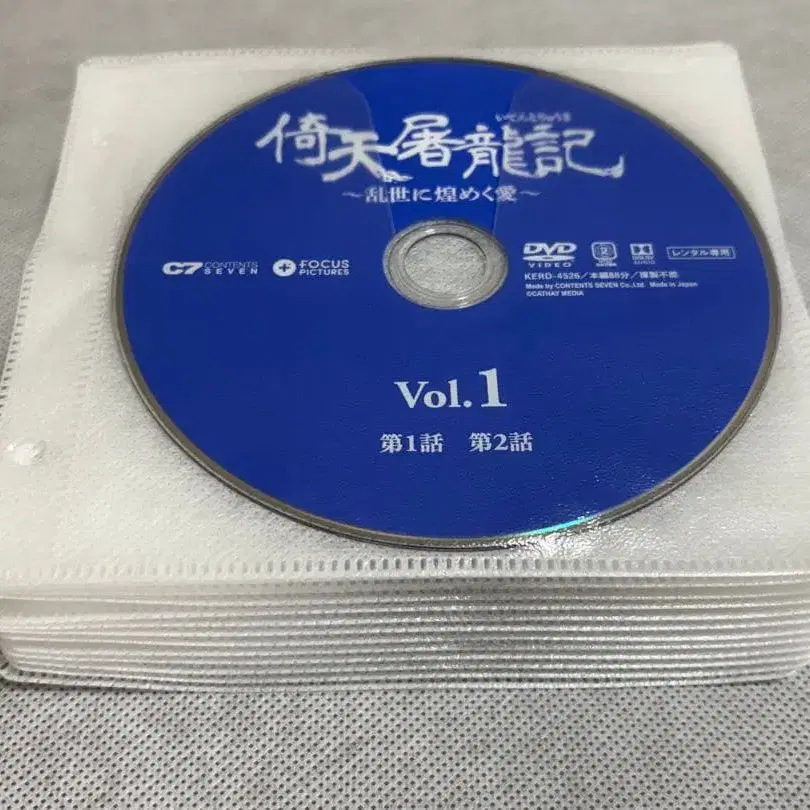 いてんとりゅうき
倚天屠龍記
～乱世に煌めく愛～
C7 CONTENTS SEVEN
FOCUS PICTURES
DVD VIDEO
2
レンタル専用
KERD-4526／本編88分／複製不能
Made by CONTENTS SEVEN Co.,Ltd. Made in Japan
©CATHAY MEDIA
Vol.1
第1話 第2話